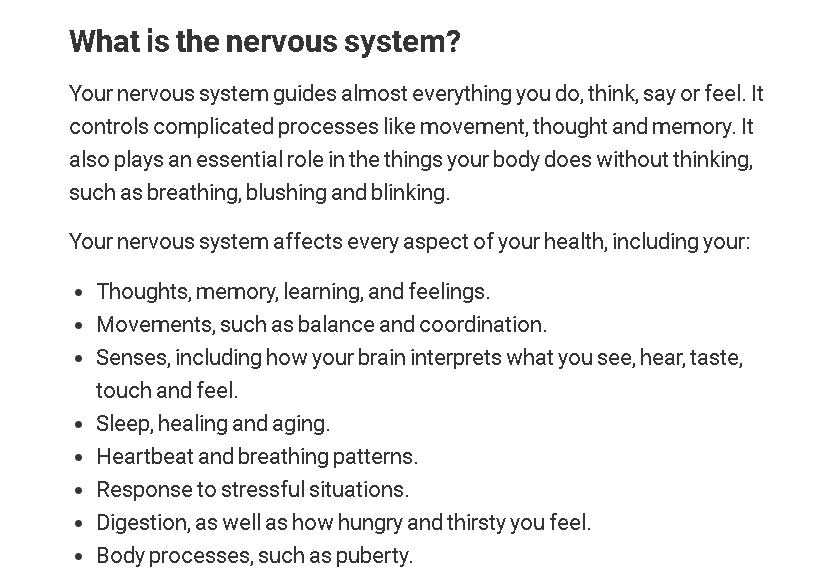 What is the nervous system?
Your nervous system guides almost everything you do, think, say or feel. It
controls complicated processes like movement, thought and memory. It
also plays an essential role in the things your body does without thinking,
such as breathing, blushing and blinking.
Your nervous system affects every aspect of your health, including your:
• Thoughts, memory, learning, and feelings.
• Movements, such as balance and coordination.
• Senses, including how your brain interprets what you see, hear, taste,
touch and feel.
• Sleep, healing and aging.
• Heartbeat and breathing patterns.
• Response to stressful situations.
• Digestion, as well as how hungry and thirsty you feel.
• Body processes, such as puberty.